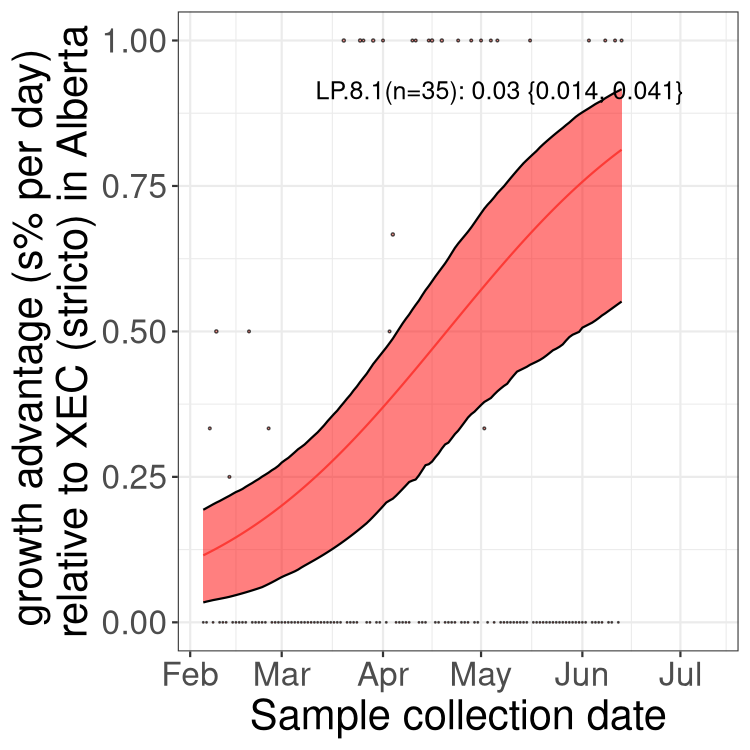 growth advantage (s% per day)
relative to XEC (stricto) in Alberta
1.00
0.75
0.50
0.25
0.00
LP.8.1(n=35): 0.03 {0.014, 0.041}
Feb Mar Apr May Jun Jul
Sample collection date